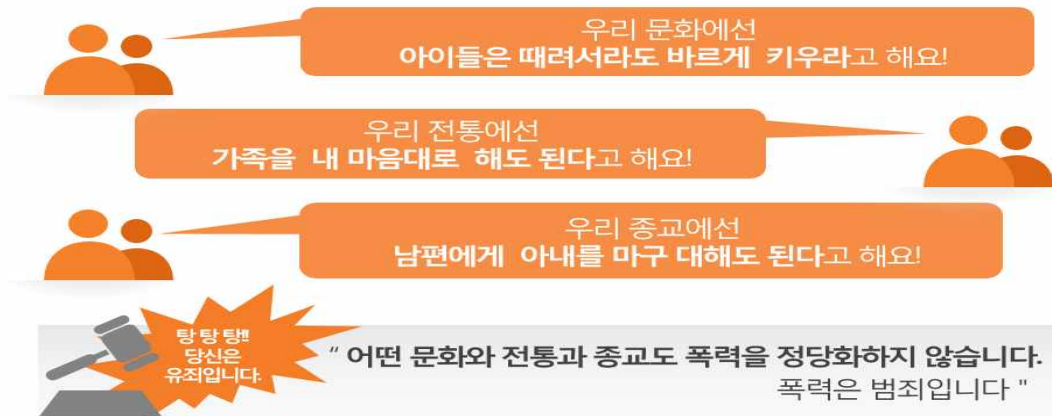 우리 문화에선
아이들은 때려서라도 바르게 키우라고 해요!
우리 전통에선
가족을 내 마음대로 해도 된다고 해요!
우리 종교에선
남편에게 아내를 마구 대해도 된다고 해요!
탕탕탕!!
당신은
유죄입니다.
“ 어떤 문화와 전통과 종교도 폭력을 정당화하지 않습니다.
폭력은 범죄입니다 "